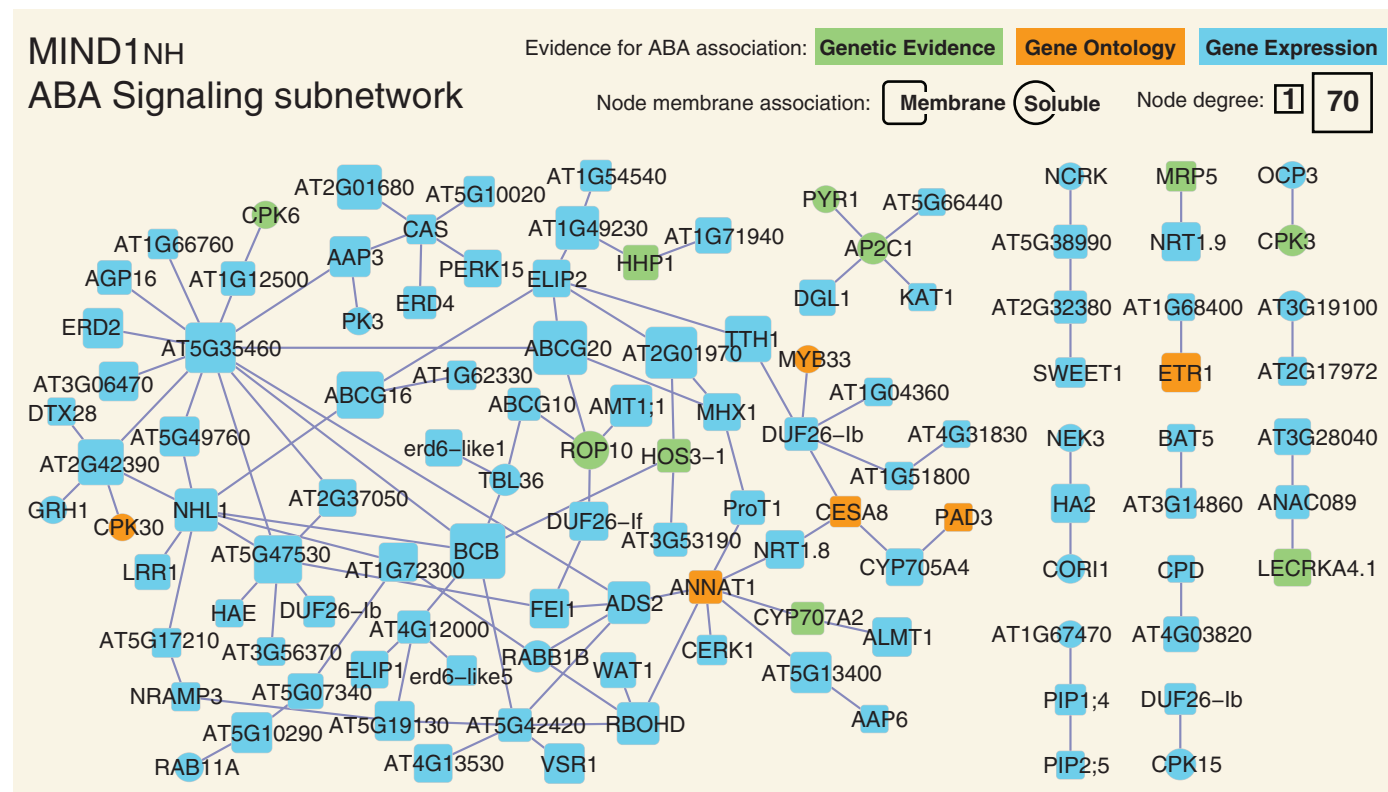 MIND1NH
ABA Signaling subnetwork
Evidence for ABA association: Genetic Evidence Gene Ontology Gene Expression
Node membrane association: Membrane Soluble Node degree: 1 70
AT2G01680
AT5G10020
AT1G54540
CPK6
CAS
AT1G49230
AT1G71940
AT1G66760
AAP3
PERK15
HHP1
AGP16
AT1G12500
ELIP2
ERD4
PK3
ERD2
AT5G35460
ABCG20
AT2G01970
TTH1
AT3G06470
ABCG16
AT1G62330
DTX28
ABCG10
AMT1;1
MHX1
AT5G49760
erd6−like1
ROP10
HOS3−1
AT2G42390
TBL36
AT2G37050
GRH1
CPK30
NHL1
DUF26−If
ProT1
AT3G53190
LRR1
AT5G47530
AT1G72300
BCB
NRT1.8
ANNAT1
HAE
DUF26−Ib
FEI1
ADS2
CYP707A2
ALMT1
AT5G17210
AT3G56370
AT4G12000
CERK1
ELIP1
erd6−like5
RABB1B
WAT1
AT5G13400
NRAMP3
AT5G07340
AT5G10290
AT5G19130
AT5G42420
RBOHD
AAP6
RAB11A
AT4G13530
VSR1
PYR1
AT5G66440
AP2C1
DGL1
KAT1
MYB33
AT1G04360
DUF26−Ib
AT4G31830
AT1G51800
CESA8
PAD3
CYP705A4
NCRK
AT5G38990
AT2G32380
SWEET1
NEK3
HA2
CORI1
AT1G67470
PIP1;4
PIP2;5
MRP5
NRT1.9
AT1G68400
ETR1
BAT5
AT3G14860
CPD
AT4G03820
DUF26−Ib
CPK15
OCP3
CPK3
AT3G19100
AT2G17972
AT3G28040
ANAC089
LECRKA4.1